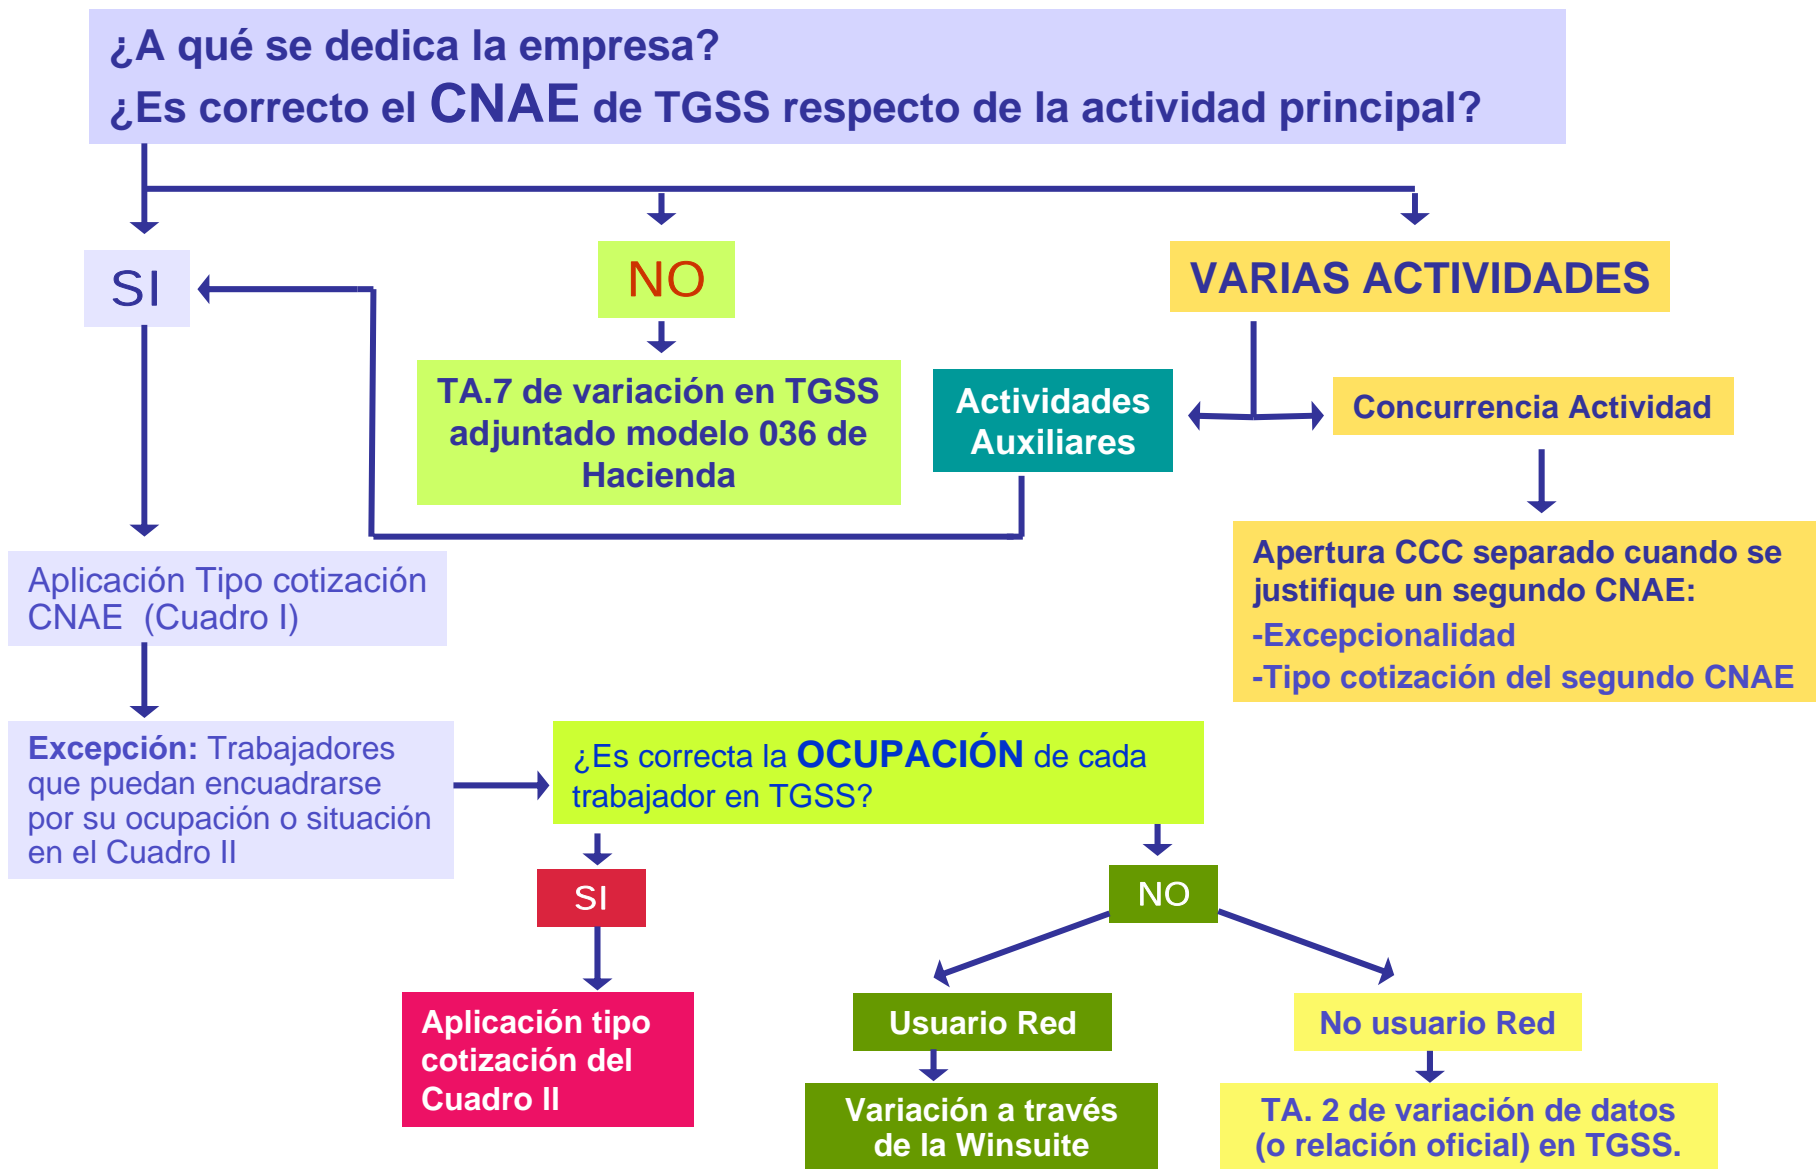 ¿A qué se dedica la empresa?
¿Es correcto el CNAE de TGSS respecto de la actividad principal?
SI
NO
VARIAS ACTIVIDADES
TA.7 de variación en TGSS
adjuntado modelo 036 de
Hacienda
Actividades
Auxiliares
Concurrencia Actividad
Apertura CCC separado cuando se
justifique un segundo CNAE:
-Excepcionalidad
-Tipo cotización del segundo CNAE
Aplicación Tipo cotización
CNAE (Cuadro I)
Excepción: Trabajadores
que puedan encuadrarse
por su ocupación o situación
en el Cuadro II
¿Es correcta la OCUPACIÓN de cada
trabajador en TGSS?
SI
NO
Aplicación tipo
cotización del
Cuadro II
Usuario Red
No usuario Red
Variación a través
de la Winsuite
TA. 2 de variación de datos
(o relación oficial) en TGSS.